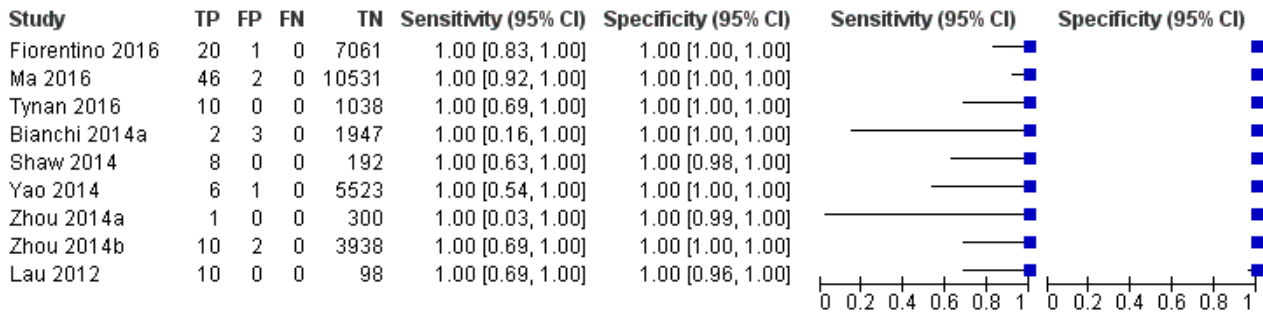 Study TP FP FN TN Sensitivity (95% CI) Specificity (95% CI) Sensitivity (95% CI) Specificity (95% CI)
Fiorentino 2016 20 1 0 7061 1.00 [0.83, 1.00] 1.00 [1.00, 1.00]
Ma 2016 46 2 0 10531 1.00 [0.92, 1.00] 1.00 [1.00, 1.00]
Tynan 2016 10 0 0 1038 1.00 [0.69, 1.00] 1.00 [1.00, 1.00]
Bianchi 2014a 2 3 0 1947 1.00 [0.16, 1.00] 1.00 [1.00, 1.00]
Shaw 2014 8 0 0 192 1.00 [0.63, 1.00] 1.00 [0.98, 1.00]
Yao 2014 6 1 0 5523 1.00 [0.54, 1.00] 1.00 [1.00, 1.00]
Zhou 2014a 1 0 0 300 1.00 [0.03, 1.00] 1.00 [0.99, 1.00]
Zhou 2014b 10 2 0 3938 1.00 [0.69, 1.00] 1.00 [1.00, 1.00]
Lau 2012 10 0 0 98 1.00 [0.69, 1.00] 1.00 [0.96, 1.00]
0 0.2 0.4 0.6 0.8 1 0 0.2 0.4 0.6 0.8 1